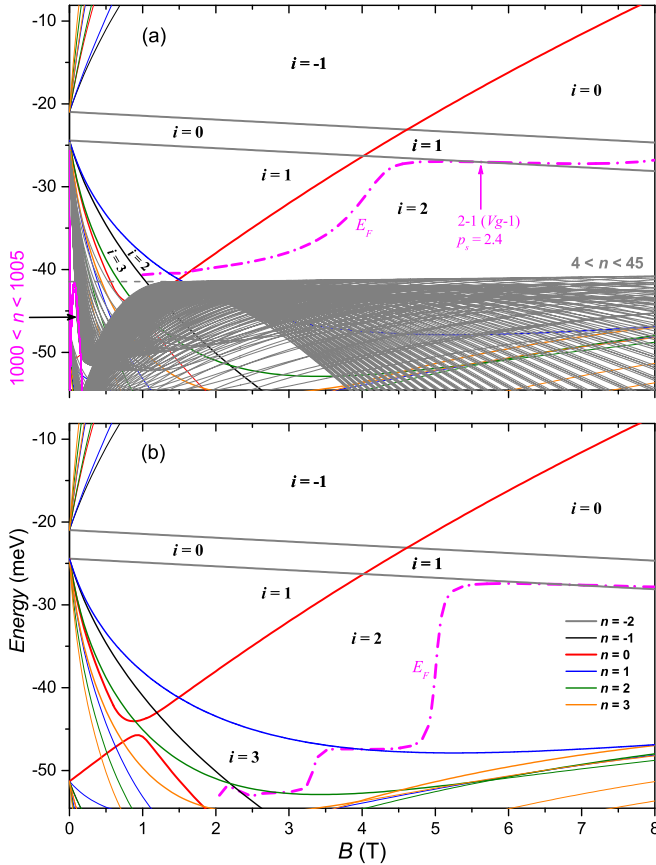 (a)
-10
-20
-30
-40
-50
i = -1
i = 0
i = 0
i = 1
i = 1
i = 2
i = 2
i = 3
E_F
2-1 (Vg-1)
p_s = 2.4
4 < n < 45
1000 < n < 1005
(b)
-10
-20
-30
-40
-50
Energy (meV)
i = -1
i = 0
i = 0
i = 1
i = 1
i = 2
i = 3
E_F
n = -2
n = -1
n = 0
n = 1
n = 2
n = 3
0 1 2 3 4 5 6 7 8
B (T)